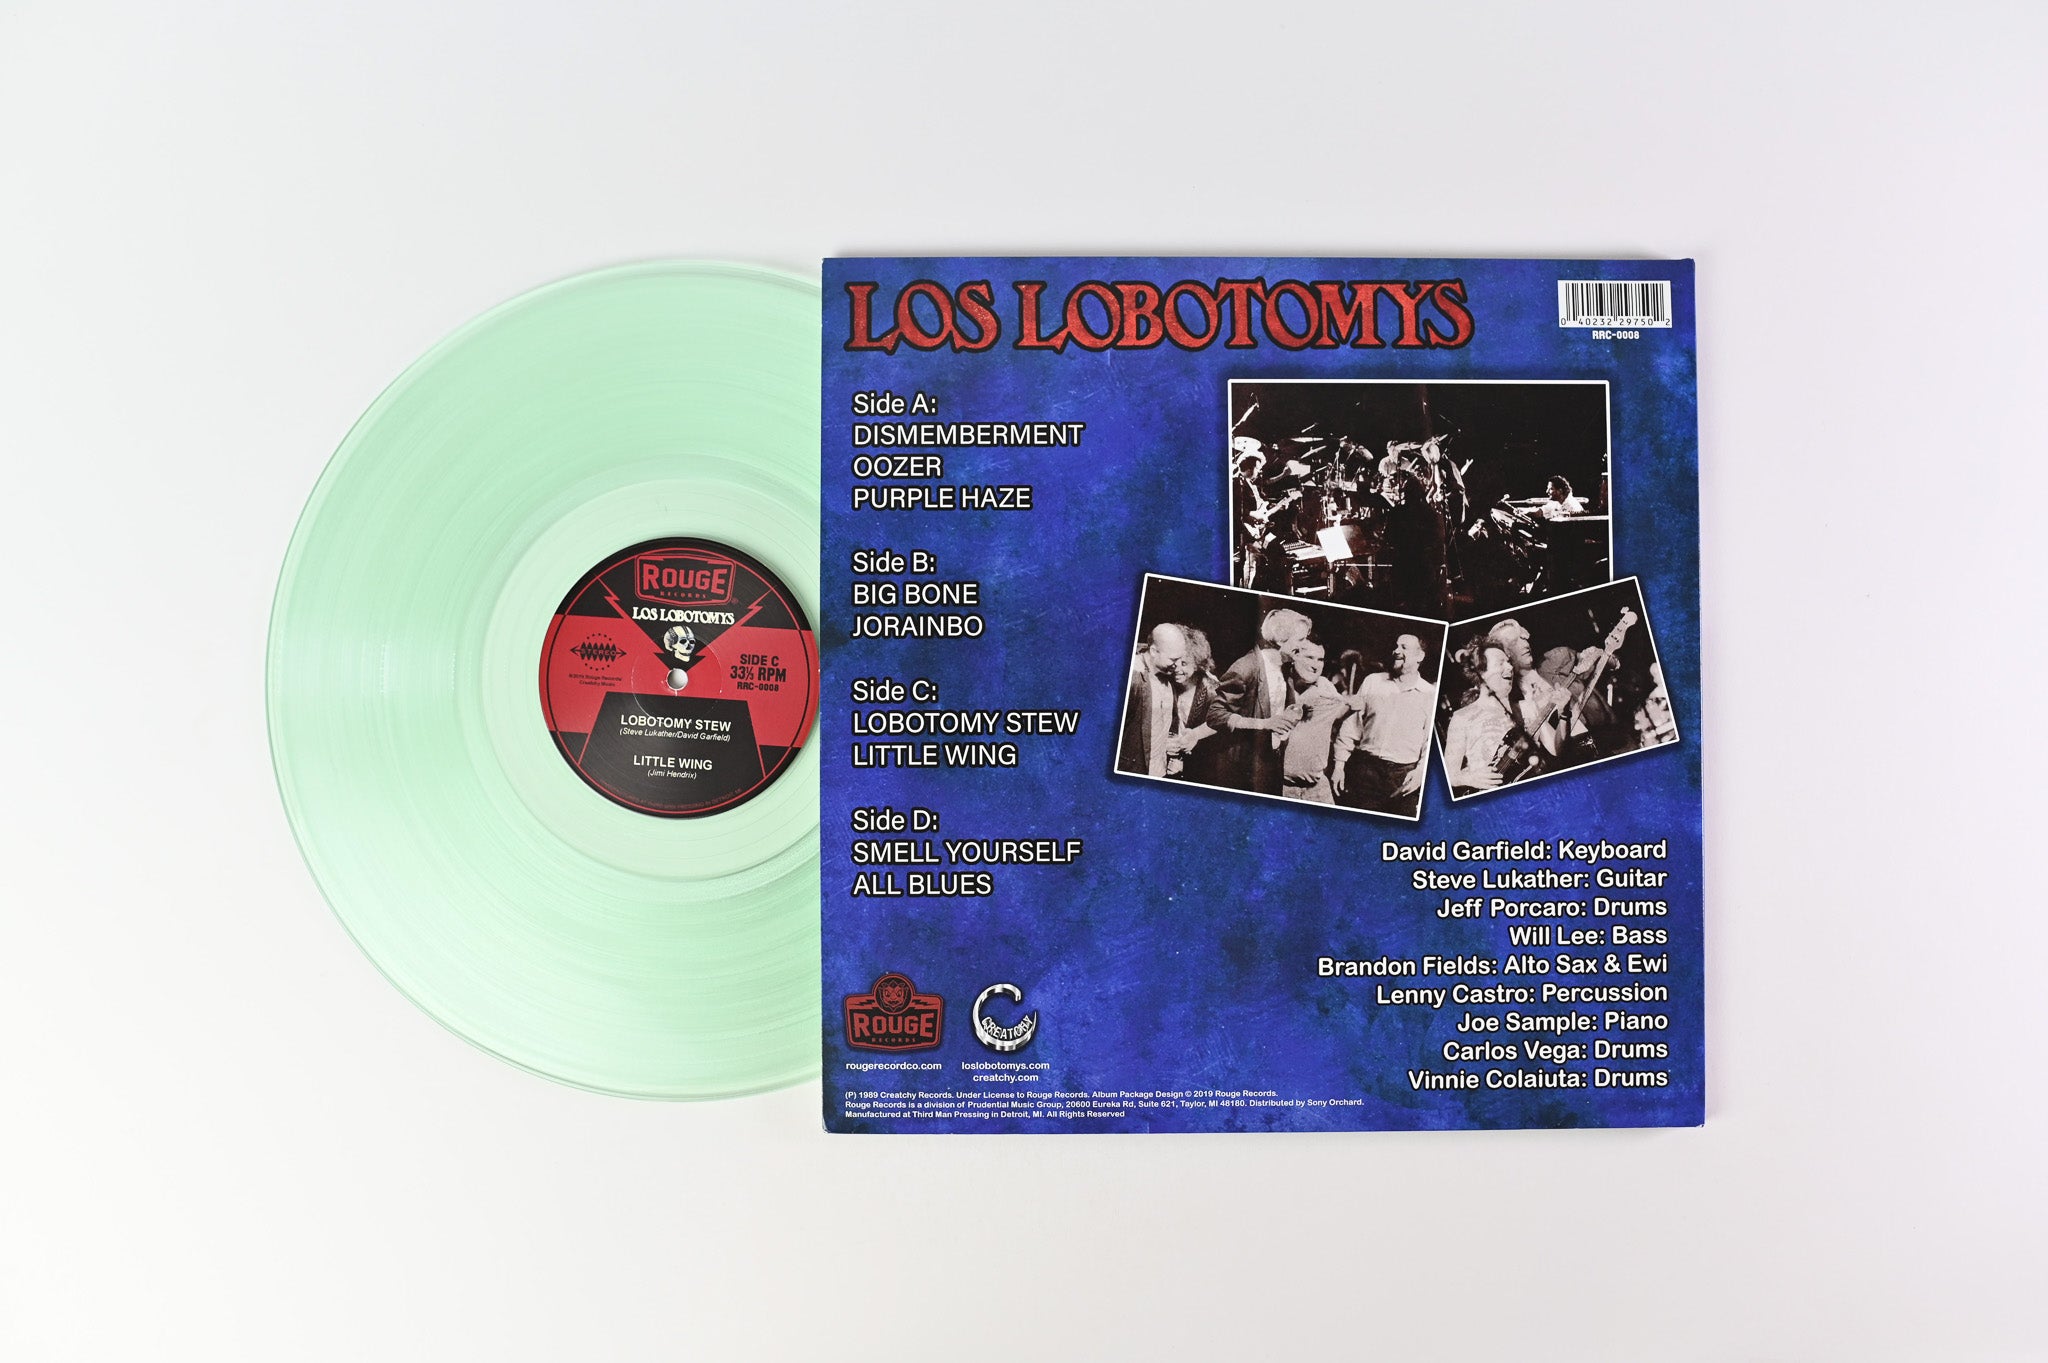 ROUGE
RECORDS
LOS LOBOTOMYS
STEREO
SIDE C
33⅓ RPM
RRC-0008
LOBOTOMY STEW
(Steve Lukather/David Garfield)
LITTLE WING
(Jimi Hendrix)
LOS LOBOTOMYS
0 40232 29750 2
RRC-0008
Side A:
DISMEMBERMENT
OOZER
PURPLE HAZE
Side B:
BIG BONE
JORAINBO
Side C:
LOBOTOMY STEW
LITTLE WING
Side D:
SMELL YOURSELF
ALL BLUES
David Garfield: Keyboard
Steve Lukather: Guitar
Jeff Porcaro: Drums
Will Lee: Bass
Brandon Fields: Alto Sax & Ewi
Lenny Castro: Percussion
Joe Sample: Piano
Carlos Vega: Drums
Vinnie Colaiuta: Drums
ROUGE
RECORDS
rougerecordco.com
CREATCHY
loslobotomys.com
creatchy.com
(P) 1989 Creatchy Records. Under License to Rouge Records. Album Package Design © 2019 Rouge Records.
Rouge Records is a division of Prudential Music Group, 20600 Eureka Rd, Suite 621, Taylor, MI 48180. Distributed by Sony Orchard.
Manufactured at Third Man Pressing in Detroit, MI. All Rights Reserved